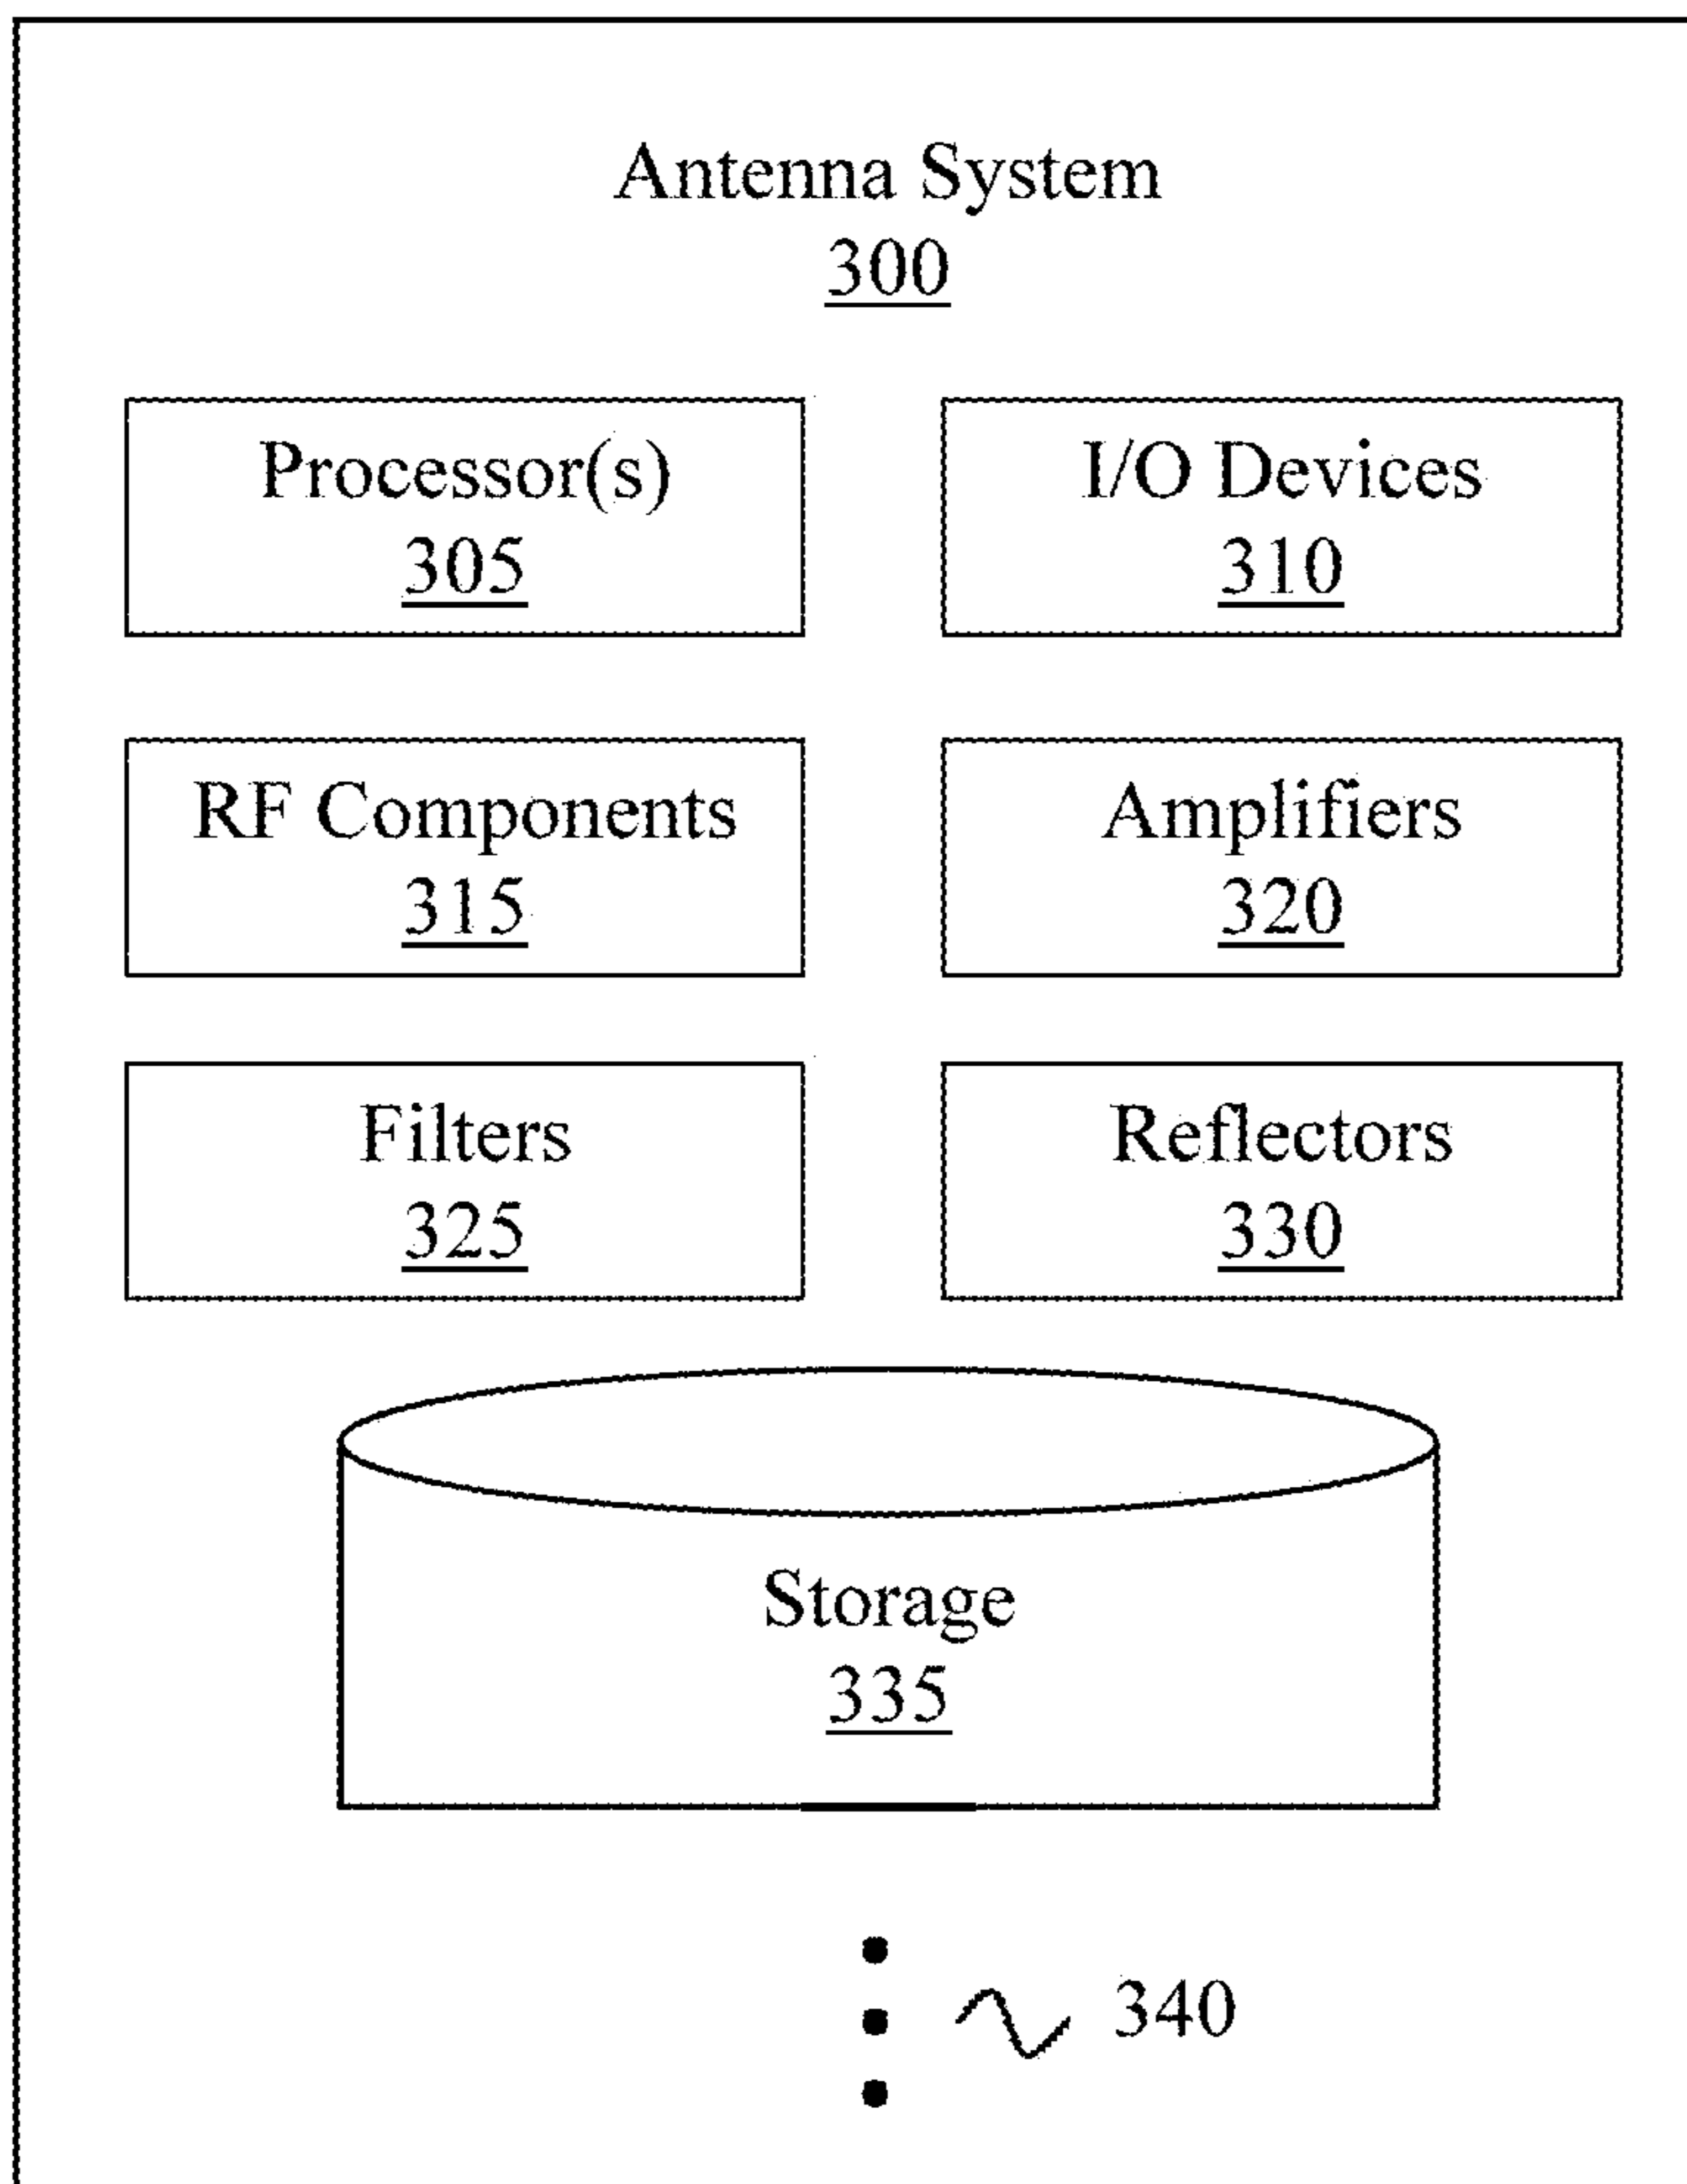 Antenna System
300
Processor(s)
305
I/O Devices
310
RF Components
315
Amplifiers
320
Filters
325
Reflectors
330
Storage
335
340